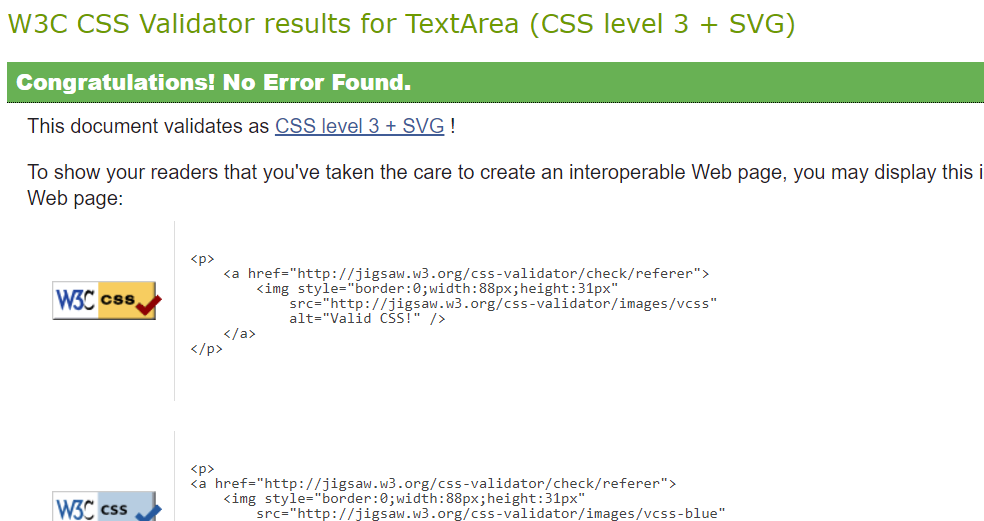 W3C CSS Validator results for TextArea (CSS level 3 + SVG)
Congratulations! No Error Found.
This document validates as CSS level 3 + SVG !
To show your readers that you've taken the care to create an interoperable Web page, you may display this i
Web page:
<p>
<a href="http://jigsaw.w3.org/css-validator/check/referer">
<img style="border:0;width:88px;height:31px"
src="http://jigsaw.w3.org/css-validator/images/vcss"
alt="Valid CSS!" />
</a>
</p>
W3C css
<p>
<a href="http://jigsaw.w3.org/css-validator/check/referer">
<img style="border:0;width:88px;height:31px"
src="http://jigsaw.w3.org/css-validator/images/vcss-blue"
W3C css